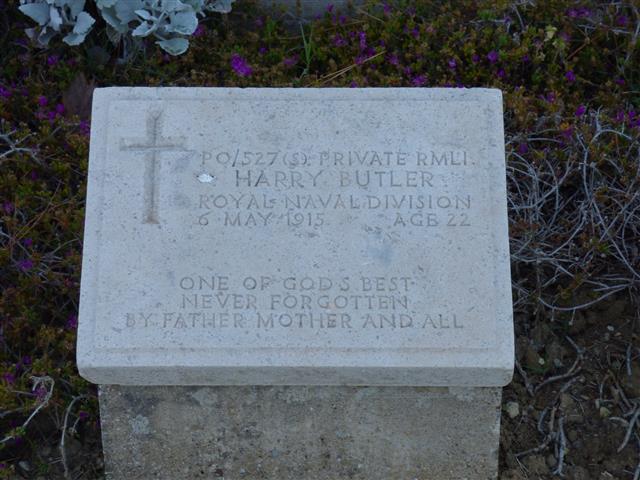 PO/527(S) PRIVATE RMLI
HARRY BUTLER
ROYAL NAVAL DIVISION
6 MAY 1915 AGE 22
ONE OF GOD'S BEST
NEVER FORGOTTEN
BY FATHER MOTHER AND ALL